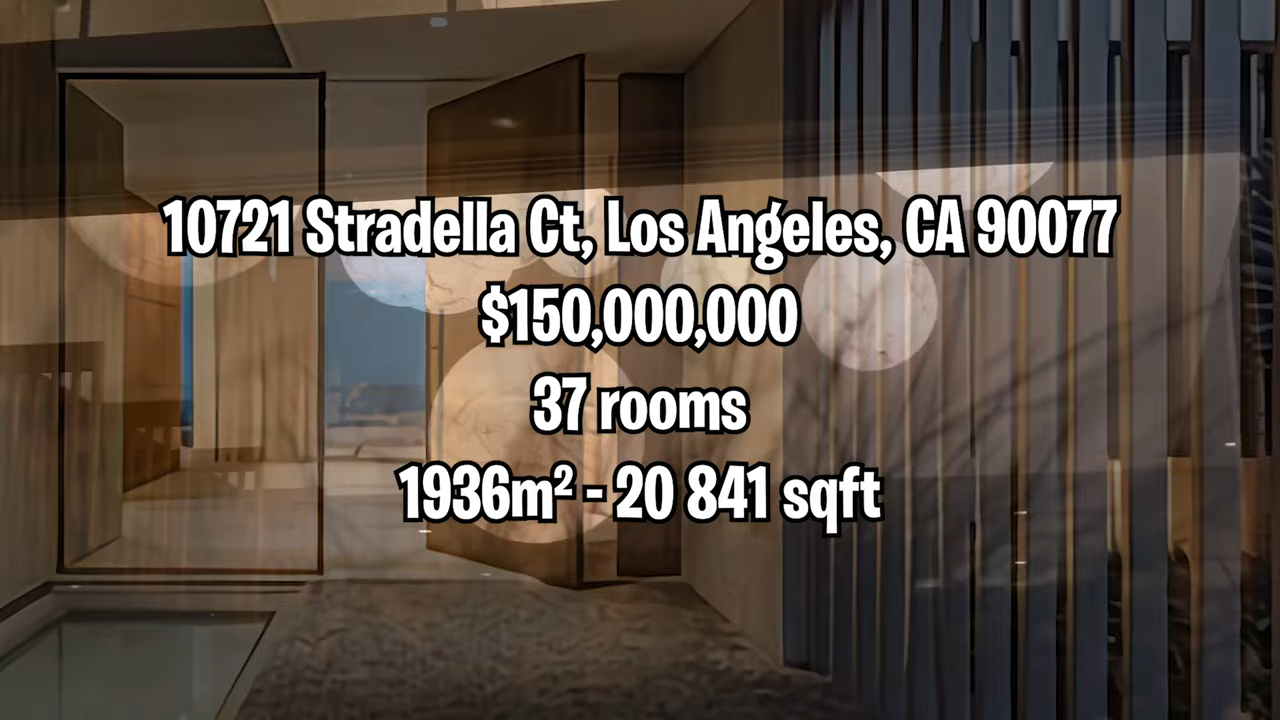 10721 Stradella Ct, Los Angeles, CA 90077
$150,000,000
37 rooms
1936m² - 20 841 sqft